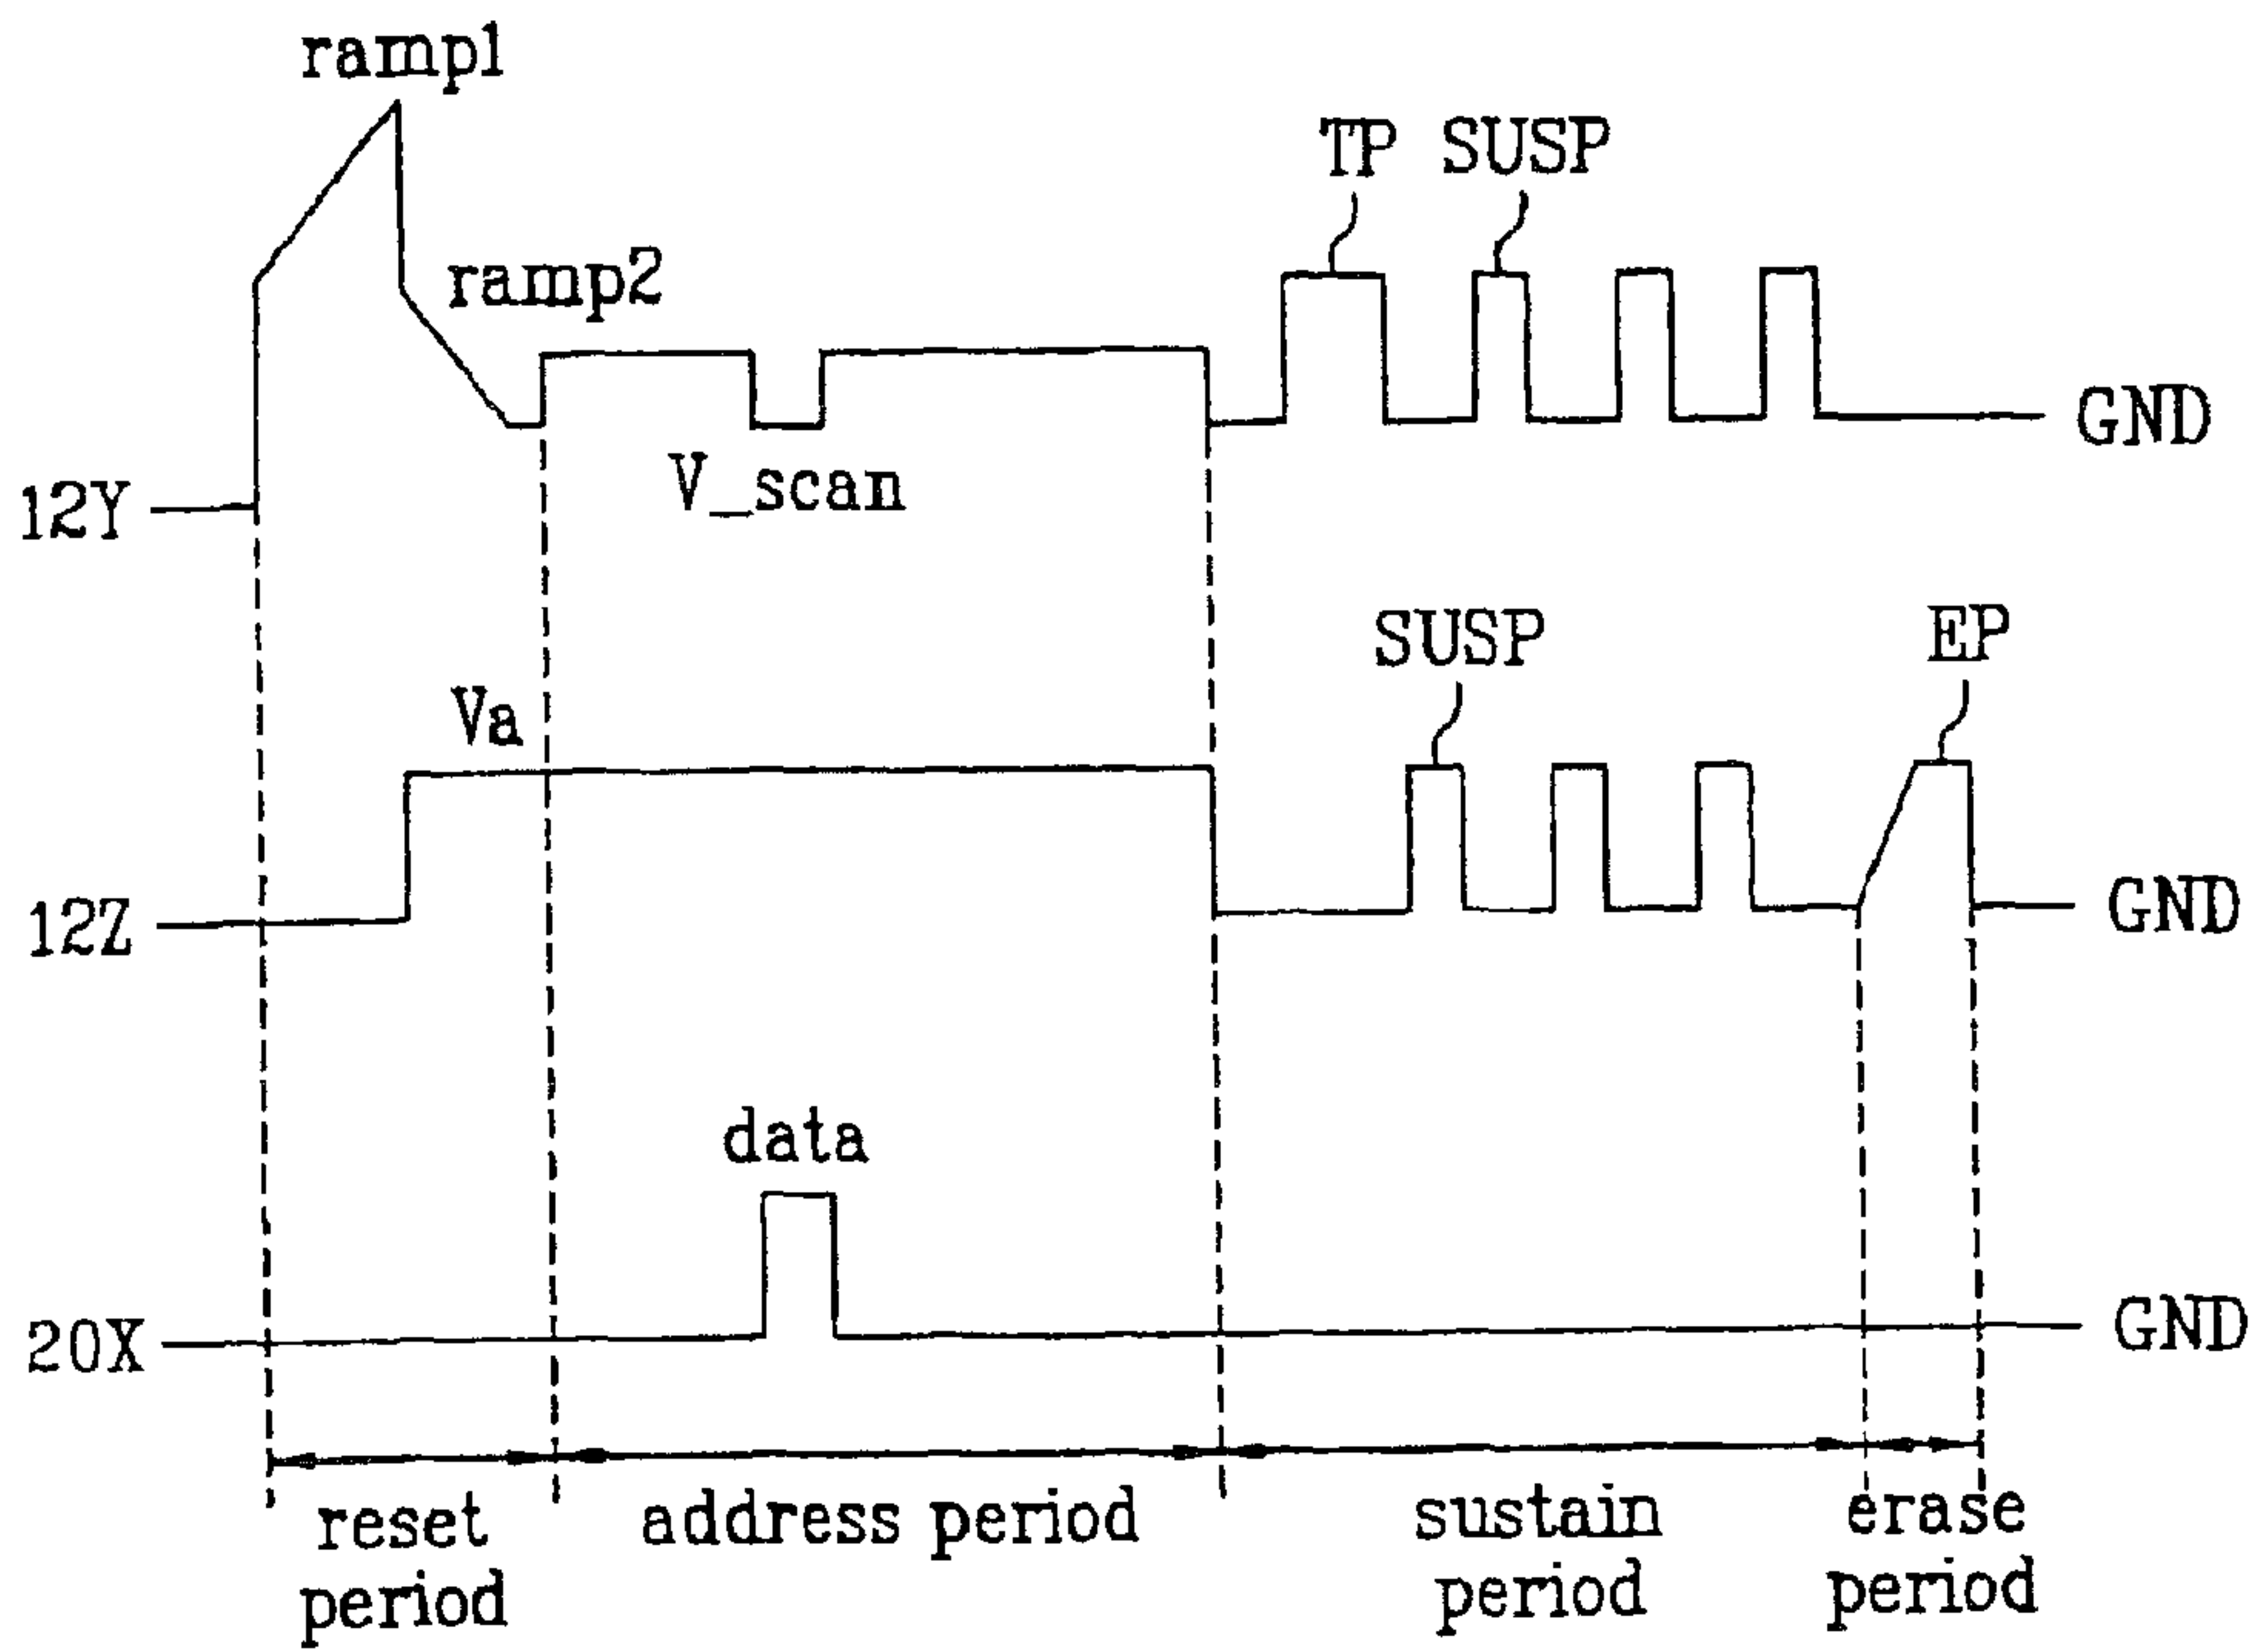 ramp1
TP SUSP
ramp2
GND
V_scan
12Y
SUSP EP
Va
12Z GND
data
20X GND
reset period
address period
sustain period
erase period